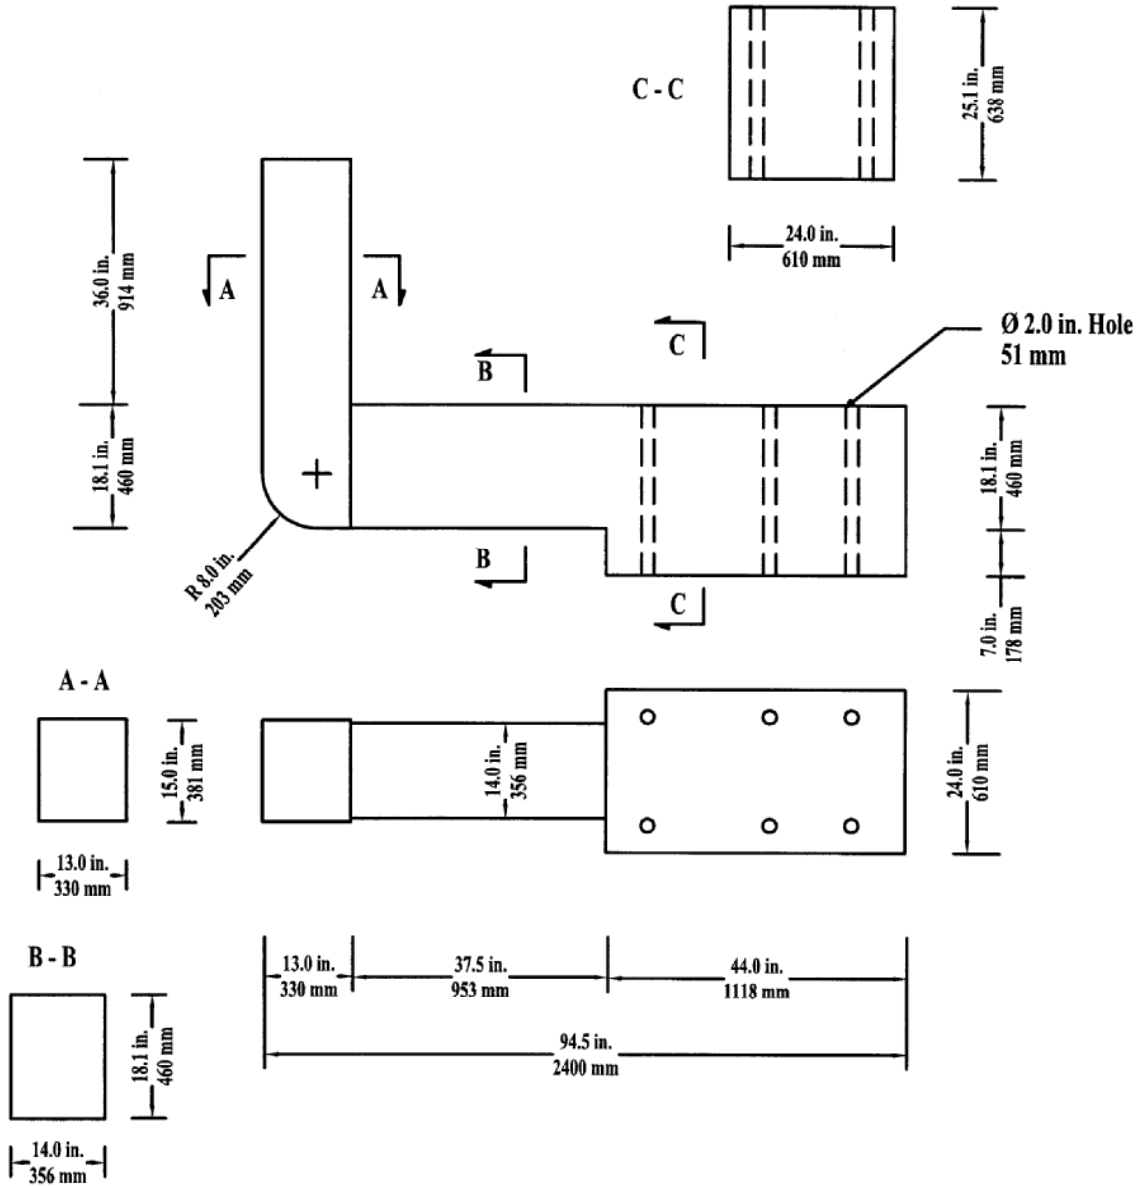 C - C
25.1 in.
638 mm
24.0 in.
610 mm
36.0 in.
914 mm
A
A
Ø 2.0 in. Hole
51 mm
C
B
18.1 in.
460 mm
18.1 in.
460 mm
B
R 8.0 in.
203 mm
C
7.0 in.
178 mm
A - A
15.0 in.
381 mm
14.0 in.
356 mm
24.0 in.
610 mm
13.0 in.
330 mm
B - B
13.0 in.
330 mm
37.5 in.
953 mm
44.0 in.
1118 mm
18.1 in.
460 mm
94.5 in.
2400 mm
14.0 in.
356 mm